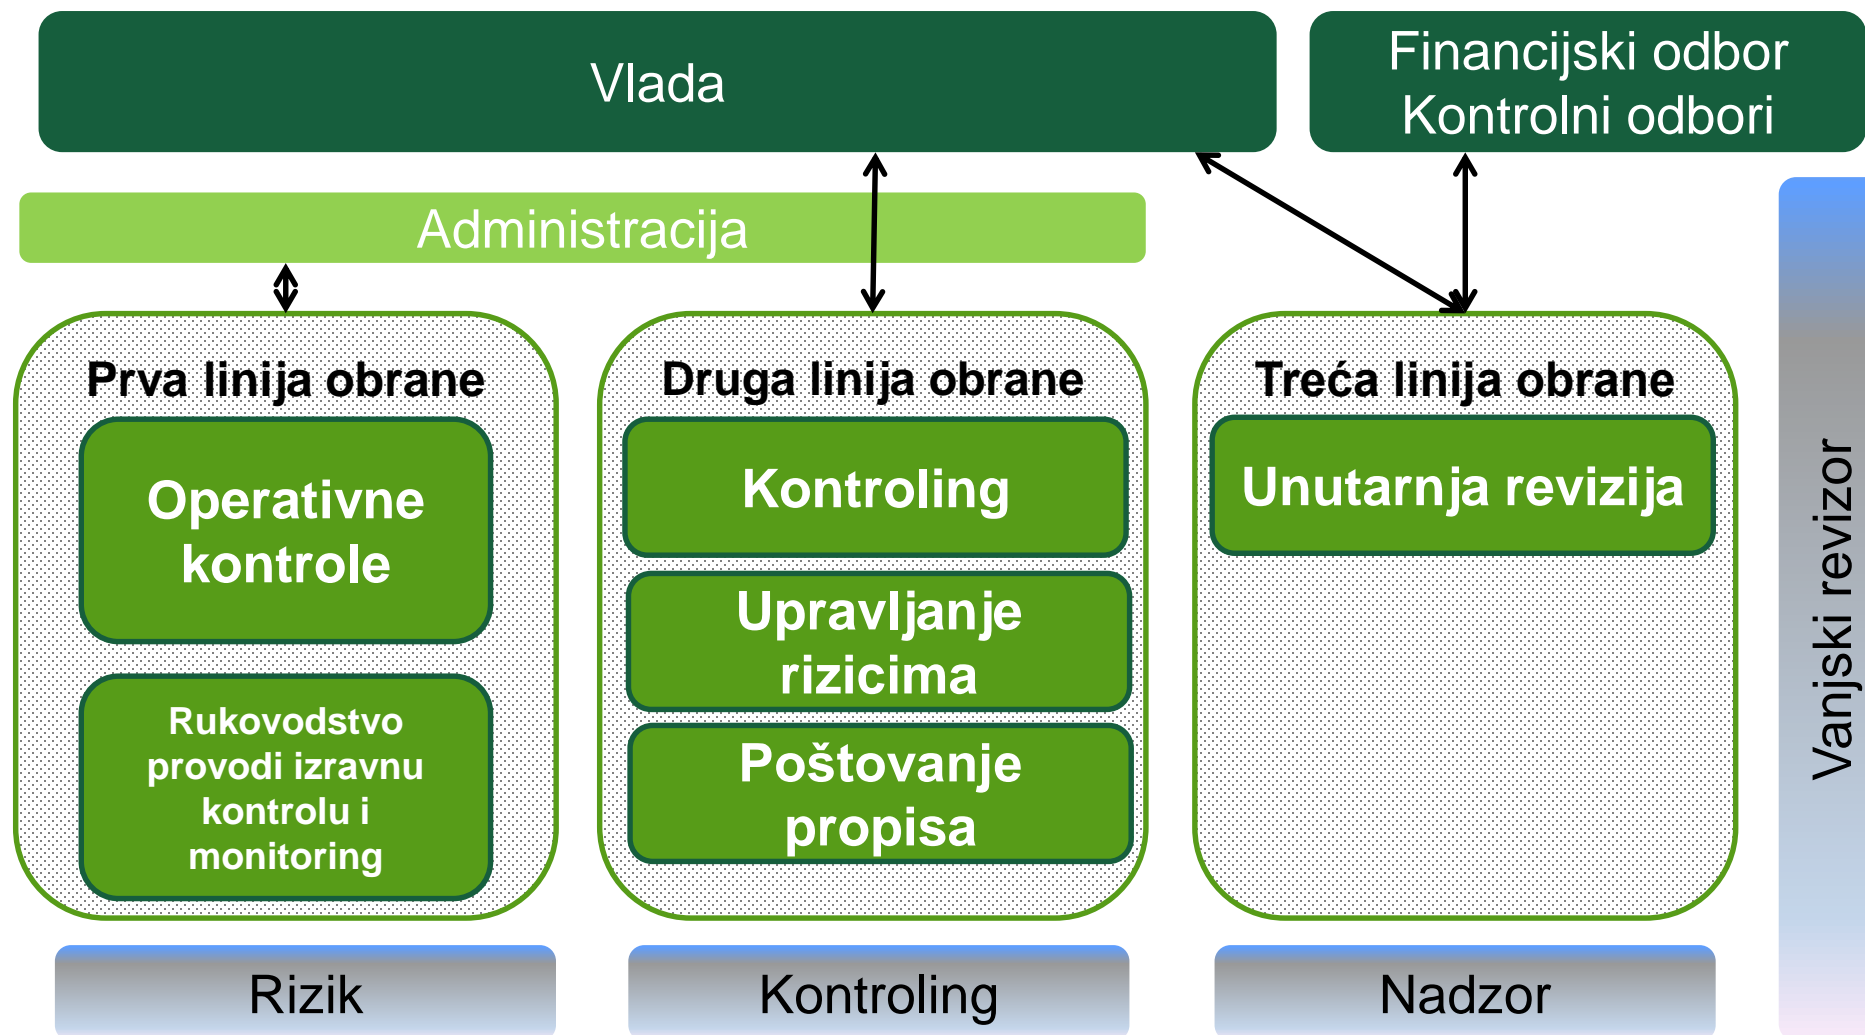 Vlada
Financijski odbor
Kontrolni odbori
Administracija
Prva linija obrane
Operativne
kontrole
Rukovodstvo
provodi izravnu
kontrolu i
monitoring
Druga linija obrane
Kontroling
Upravljanje
rizicima
Poštovanje
propisa
Treća linija obrane
Unutarnja revizija
Vanjski revizor
Rizik
Kontroling
Nadzor